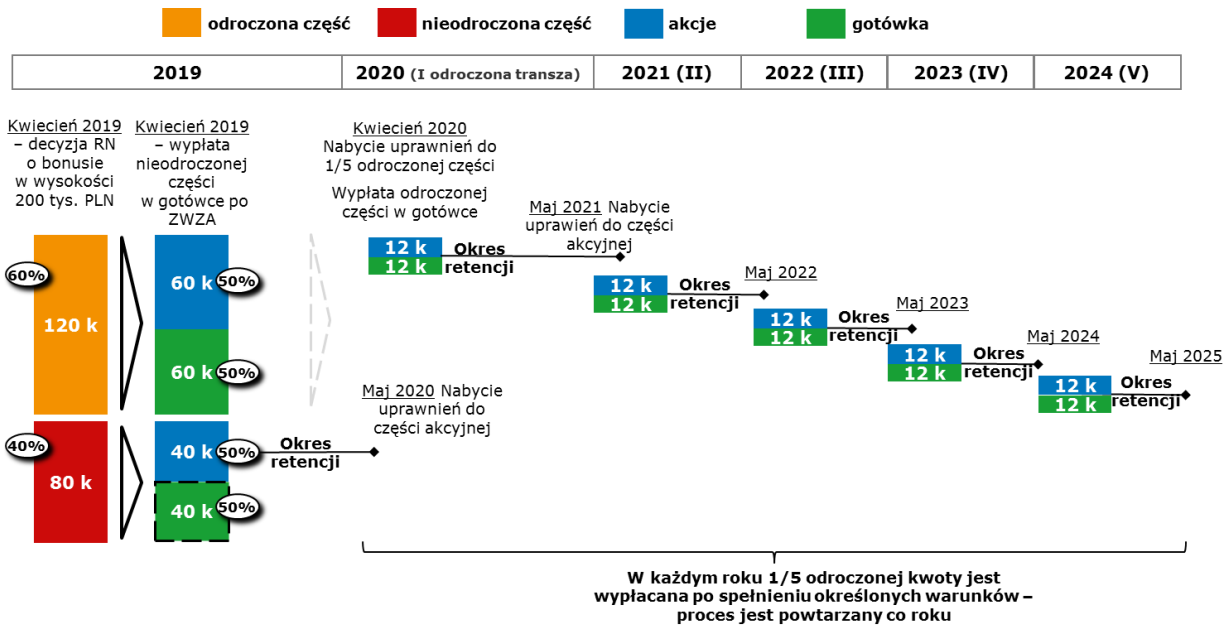 odroczona część
nieodroczona część
akcje
gotówka
2019
2020 (I odroczona transza)
2021 (II)
2022 (III)
2023 (IV)
2024 (V)
Kwiecień 2019
– decyzja RN
o bonusie
w wysokości
200 tys. PLN
Kwiecień 2019
– wypłata
nieodroczonej
części
w gotówce po
ZWZA
Kwiecień 2020
Nabycie uprawnień do
1/5 odroczonej części
Wypłata odroczonej
części w gotówce
Maj 2021 Nabycie
uprawień do części
akcyjnej
60%
120 k
60 k
50%
60 k
50%
12 k
12 k
Okres
retencji
12 k
12 k
Okres
retencji
Maj 2022
12 k
12 k
Okres
retencji
Maj 2023
12 k
12 k
Okres
retencji
Maj 2024
12 k
12 k
Okres
retencji
Maj 2025
40%
80 k
40 k
50%
40 k
50%
Okres
retencji
Maj 2020 Nabycie
uprawnień do
części akcyjnej
W każdym roku 1/5 odroczonej kwoty jest
wypłacana po spełnieniu określonych warunków –
proces jest powtarzany co roku